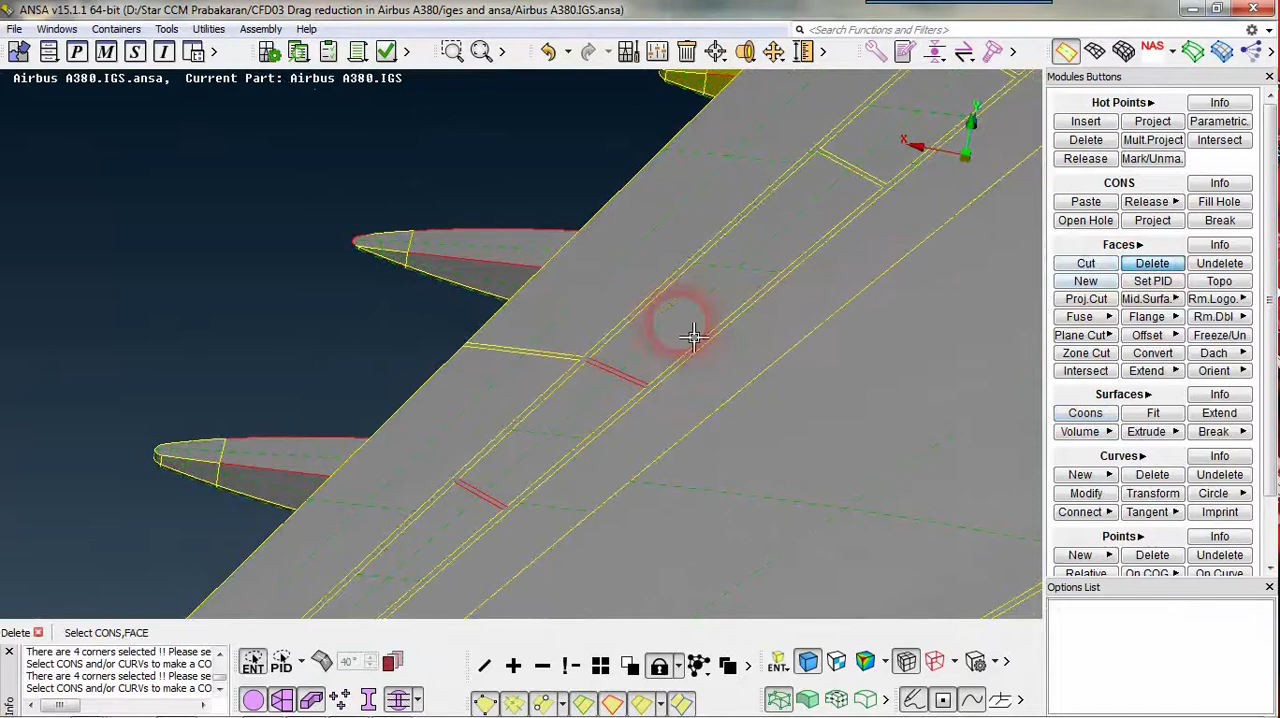 ANSA v15.1.1 64-bit (D:/Star CCM Prabakaran/CFD03 Drag reduction in Airbus A380/iges and ansa/Airbus A380.IGS.ansa)
File Windows Containers Tools Utilities Assembly Help
<Search Functions and Filters>
P M S I
NAS
Airbus A380.IGS.ansa, Current Part: Airbus A380.IGS
X
Y
Modules Buttons
Hot Points Info
Insert Project Parametric.
Delete Mult.Project Intersect
Release Mark/Unma.
CONS Info
Paste Release Fill Hole
Open Hole Project Break
Faces Info
Cut Delete Undelete
New Set PID Topo
Proj.Cut Mid.Surfa. Rm.Logo.
Fuse Flange Rm.Dbl
Plane Cut Offset Freeze/Un
Zone Cut Convert Dach
Intersect Extend Orient
Surfaces Info
Coons Fit Extend
Volume Extrude Break
Curves Info
New Delete Undelete
Modify Transform Circle
Connect Tangent Imprint
Points Info
New Delete Undelete
Relative On COG On Curve
Options List
Delete Select CONS,FACE
There are 4 corners selected !! Please se
Select CONS and/or CURVs to make a CO
There are 4 corners selected !! Please se
Select CONS and/or CURVs to make a CO
Info
ENT PID 40°
ENT